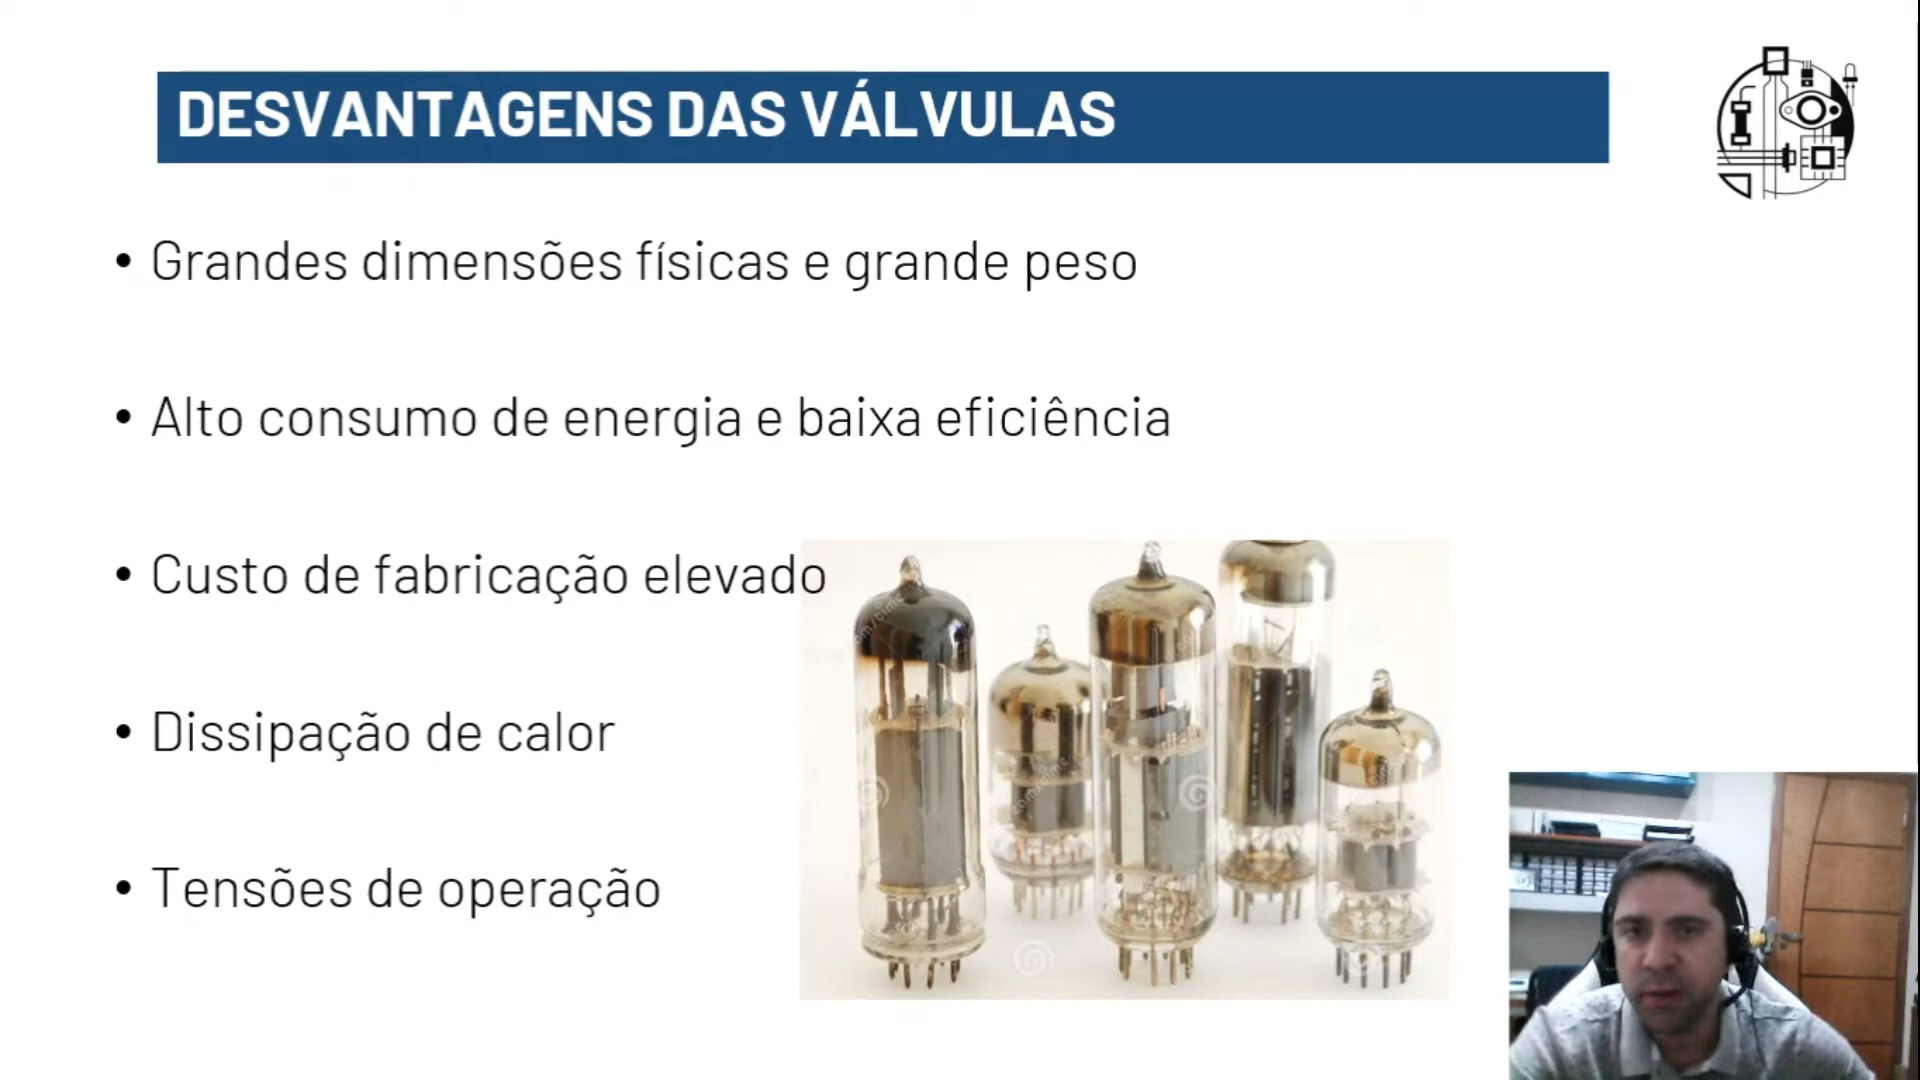 DESVANTAGENS DAS VÁLVULAS
• Grandes dimensões físicas e grande peso
• Alto consumo de energia e baixa eficiência
• Custo de fabricação elevado
• Dissipação de calor
• Tensões de operação